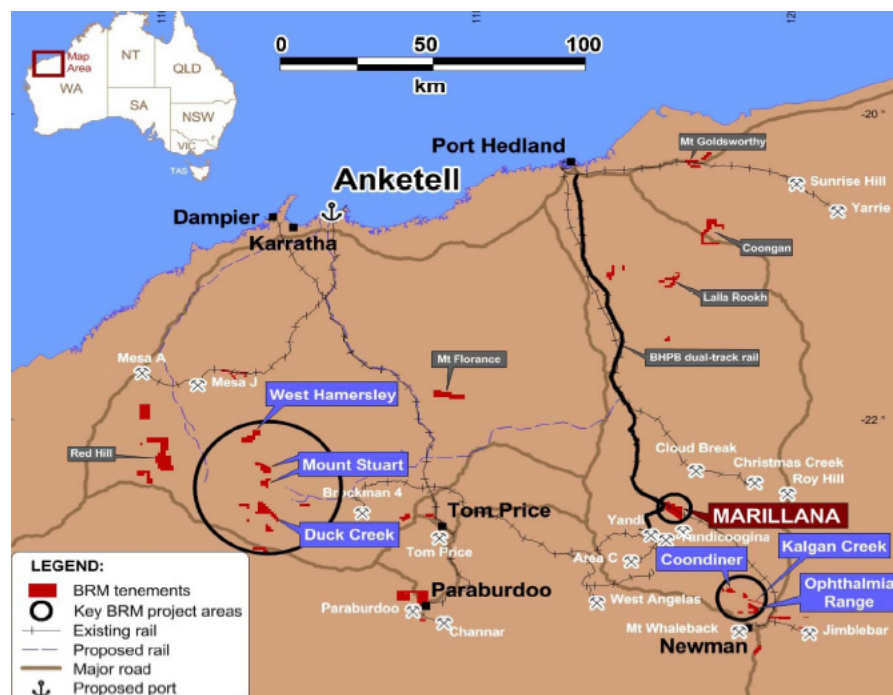 116
118
120
Map
Area
NT
QLD
WA
SA
NSW
VIC
TAS
0 50 100
km
-20°
Port Hedland
Mt Goldsworthy
Anketell
Sunrise Hill
Yarrie
Dampier
Karratha
Coongan
Lalla Rookh
Mesa A
Mesa J
Mt Florance
BHPB dual-track rail
West Hamersley
-22°
Red Hill
Mount Stuart
Cloud Break
Christmas Creek
Roy Hill
Brockman 4
Tom Price
MARILLANA
Duck Creek
Yandi
Yandicoogina
Tom Price
Kalgan Creek
Area C
Coondiner
Ophthalmia
Range
LEGEND:
BRM tenements
Key BRM project areas
Existing rail
Proposed rail
Major road
Proposed port
Paraburdoo
Paraburdoo
Channar
West Angelas
Mt Whaleback
Jimblebar
Newman